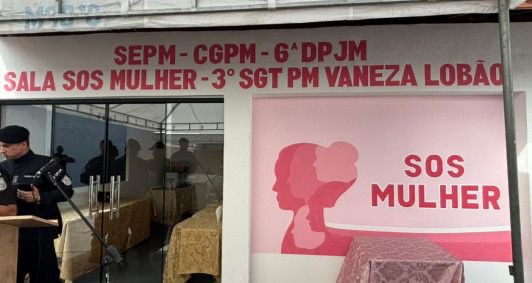 SEPM - CGPM - 6ª DPJM
SALA SOS MULHER - 3° SGT PM VANEZA LOBÃO
SOS
MULHER